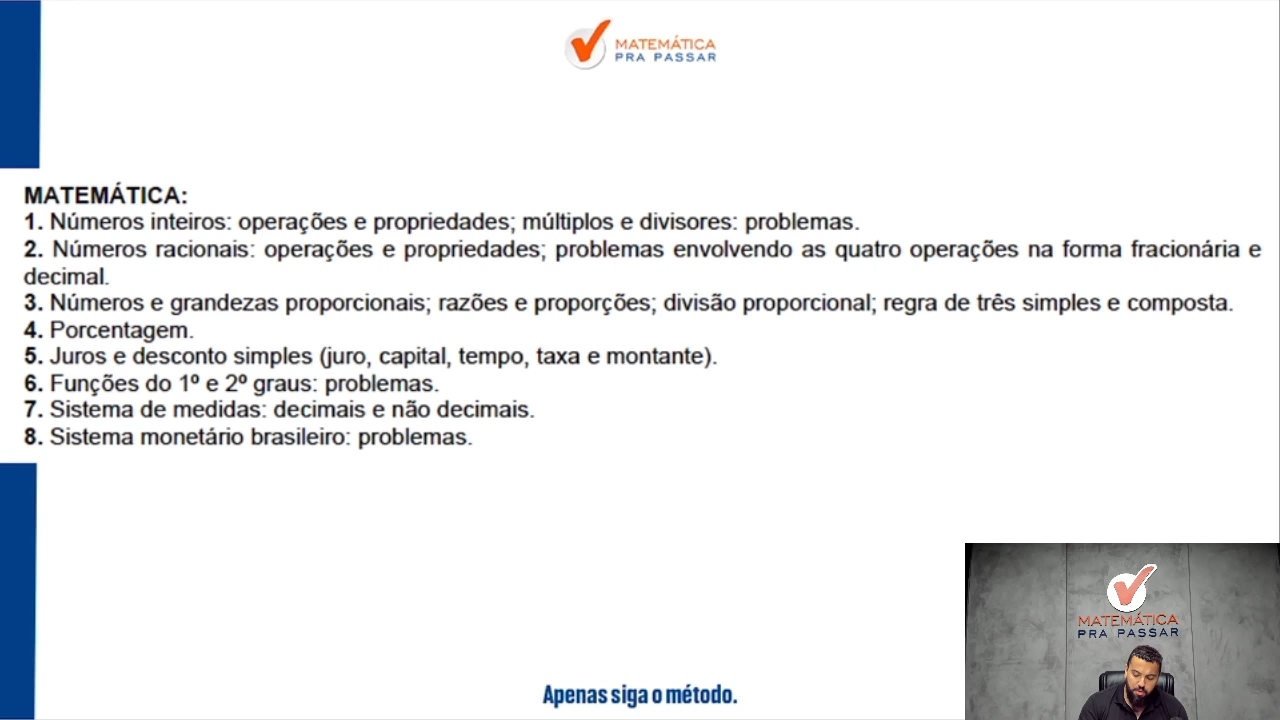 MATEMÁTICA
PRA PASSAR
MATEMÁTICA:
1. Números inteiros: operações e propriedades; múltiplos e divisores: problemas.
2. Números racionais: operações e propriedades; problemas envolvendo as quatro operações na forma fracionária e
decimal.
3. Números e grandezas proporcionais; razões e proporções; divisão proporcional; regra de três simples e composta.
4. Porcentagem.
5. Juros e desconto simples (juro, capital, tempo, taxa e montante).
6. Funções do 1º e 2º graus: problemas.
7. Sistema de medidas: decimais e não decimais.
8. Sistema monetário brasileiro: problemas.
MATEMÁTICA
PRA PASSAR
Apenas siga o método.